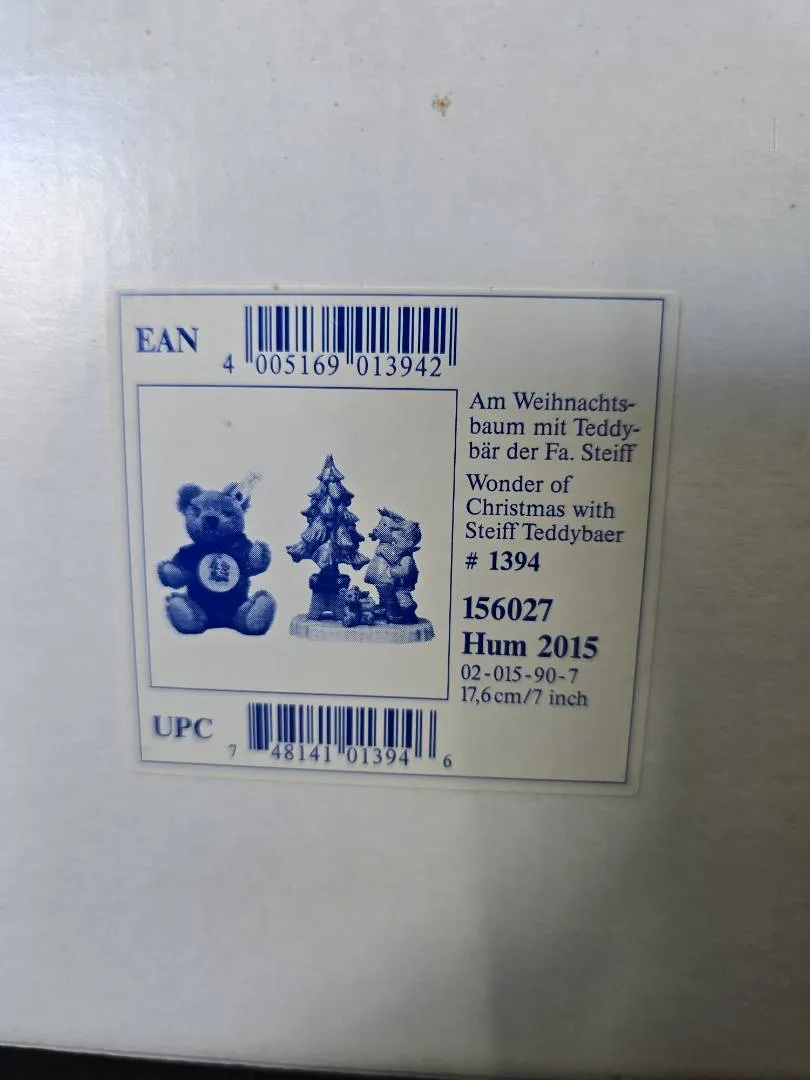 EAN
4 005169 013942
Am Weihnachts-
baum mit Teddy-
bär der Fa. Steiff
Wonder of
Christmas with
Steiff Teddybaer
# 1394
156027
Hum 2015
02-015-90-7
17,6cm/7 inch
UPC
7 48141 01394 6